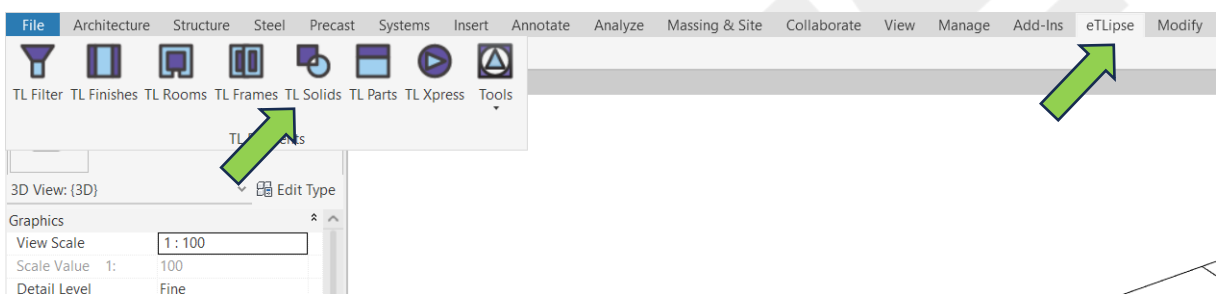 File Architecture Structure Steel Precast Systems Insert Annotate Analyze Massing & Site Collaborate View Manage Add-Ins eTLipse Modify
TL Filter TL Finishes TL Rooms TL Frames TL Solids TL Parts TL Xpress Tools
TL
3D View: {3D} Edit Type
Graphics
View Scale 1 : 100
Scale Value 1: 100
Detail Level Fine